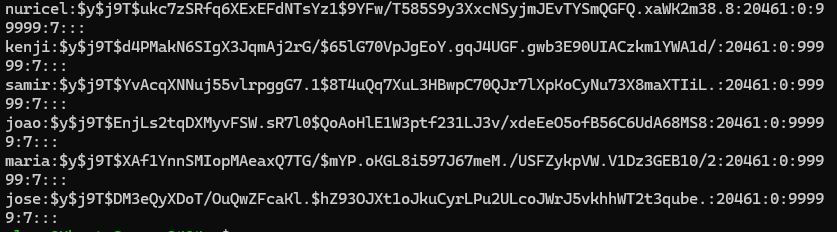 nuricel:$y$j9T$ukc7zSRfq6XExEFdNTsYz1$9YFw/T585S9y3XxcNSyjmJEvTYSmQGFQ.xaWK2m38.8:20461:0:9
9999:7:::
kenji:$y$j9T$d4PMakN6SIgX3JqmAj2rG/$65lG70VpJgEoY.gqJ4UGF.gwb3E90UIACzkm1YWA1d/:20461:0:999
99:7:::
samir:$y$j9T$YvAcqXNNuj55vlrpggG7.1$8T4uQq7XuL3HBwpC70QJr7lXpKoCyNu73X8maXTIiL.:20461:0:999
99:7:::
joao:$y$j9T$EnjLs2tqDXMyvFSW.sR7l0$QoAoHlE1W3ptf231LJ3v/xdeEeO5ofB56C6UdA68MS8:20461:0:9999
9:7:::
maria:$y$j9T$XAf1YnnSMIopMAeaxQ7TG/$mYP.oKGL8i597J67meM./USFZykpVW.V1Dz3GEB10/2:20461:0:999
99:7:::
jose:$y$j9T$DM3eQyXDoT/OuQwZFcaKl.$hZ93OJXt1oJkuCyrLPu2ULcoJWrJ5vkhhWT2t3qube.:20461:0:9999
9:7:::